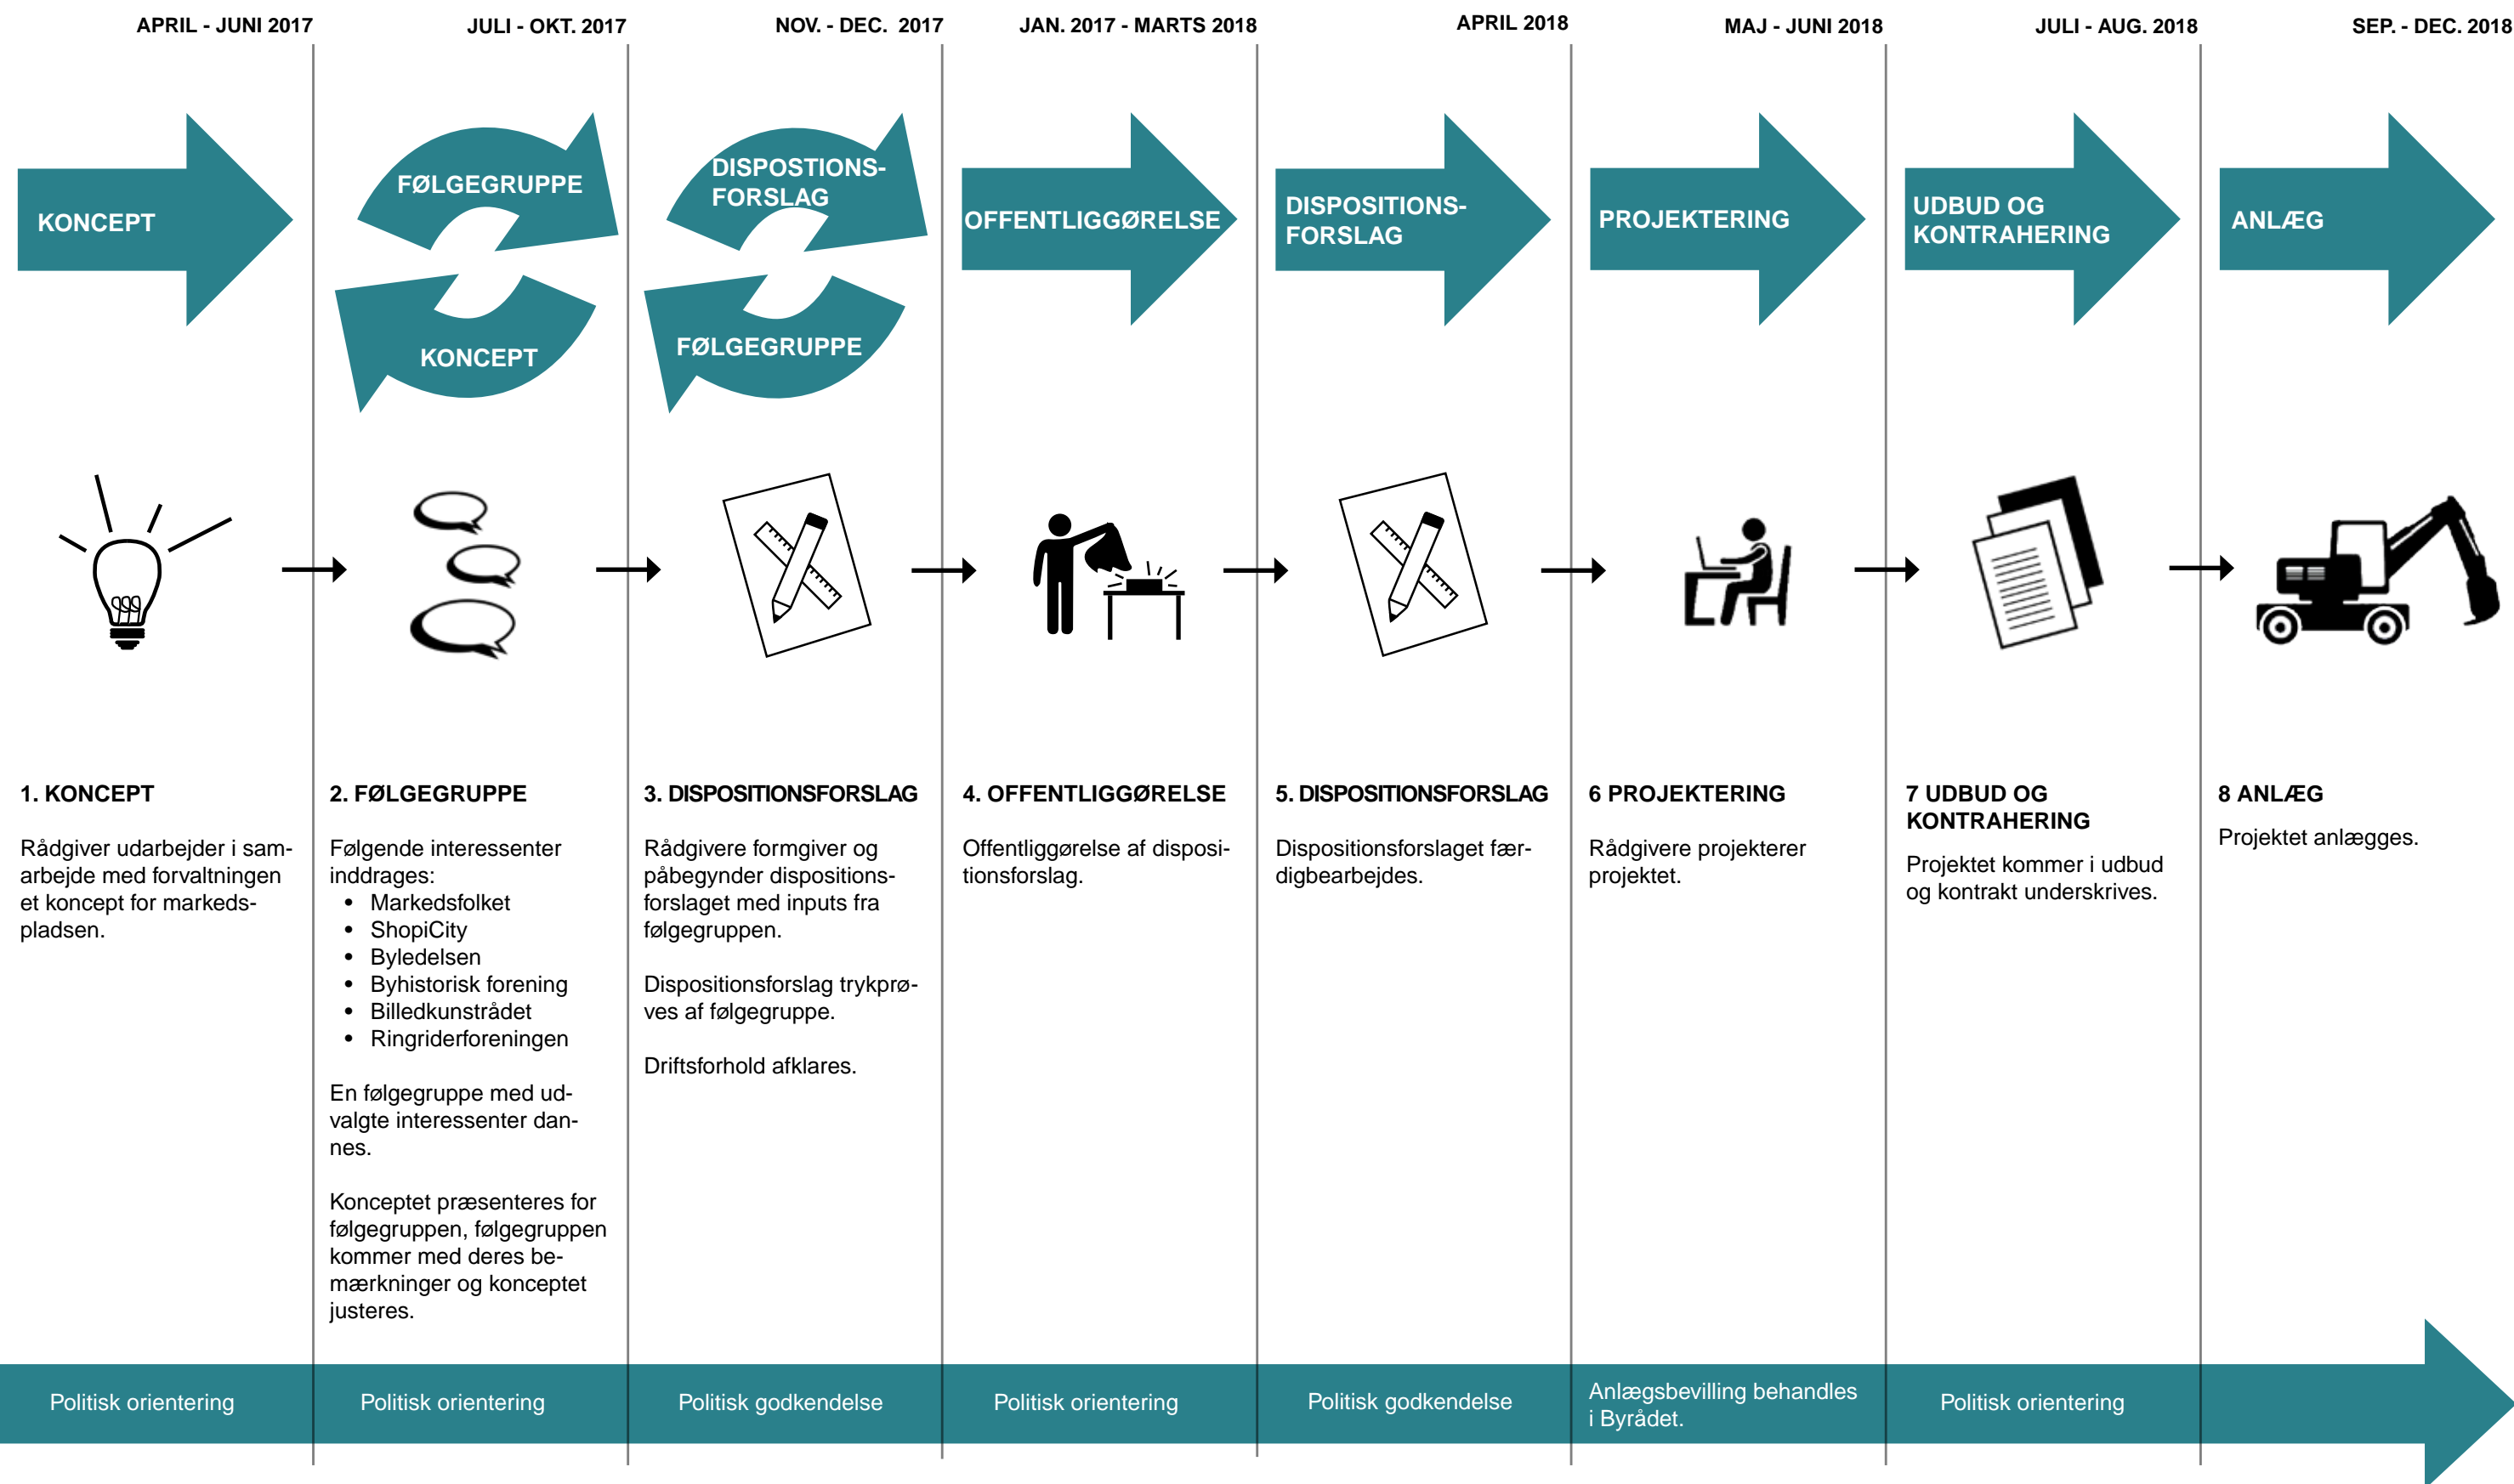 APRIL - JUNI 2017
JULI - OKT. 2017
NOV. - DEC.  2017
JAN. 2017 - MARTS 2018
APRIL 2018
MAJ - JUNI 2018
JULI - AUG. 2018
SEP. - DEC. 2018
KONCEPT
FØLGEGRUPPE
KONCEPT
DISPOSTIONS-
FORSLAG
FØLGEGRUPPE
OFFENTLIGGØRELSE
DISPOSITIONS-
FORSLAG
PROJEKTERING
UDBUD OG
KONTRAHERING
ANLÆG
1. KONCEPT
Rådgiver udarbejder i sam-
arbejde med forvaltningen
et koncept for markeds-
pladsen.
2. FØLGEGRUPPE
Følgende interessenter
inddrages:
• Markedsfolket
• ShopiCity
• Byledelsen
• Byhistorisk forening
• Billedkunstrådet
• Ringriderforeningen
En følgegruppe med ud-
valgte interessenter dan-
nes.
Konceptet præsenteres for
følgegruppen, følgegruppen
kommer med deres be-
mærkninger og konceptet
justeres.
3. DISPOSITIONSFORSLAG
Rådgivere formgiver og
påbegynder dispositions-
forslaget med inputs fra
følgegruppen.
Dispositionsforslag trykprø-
ves af følgegruppe.
Driftsforhold afklares.
4. OFFENTLIGGØRELSE
Offentliggørelse af disposi-
tionsforslag.
5. DISPOSITIONSFORSLAG
Dispositionsforslaget fær-
digbearbejdes.
6 PROJEKTERING
Rådgivere projekterer
projektet.
7 UDBUD OG
KONTRAHERING
Projektet kommer i udbud
og kontrakt underskrives.
8 ANLÆG
Projektet anlægges.
Politisk orientering
Politisk orientering
Politisk godkendelse
Politisk orientering
Politisk godkendelse
Anlægsbevilling behandles
i Byrådet.
Politisk orientering